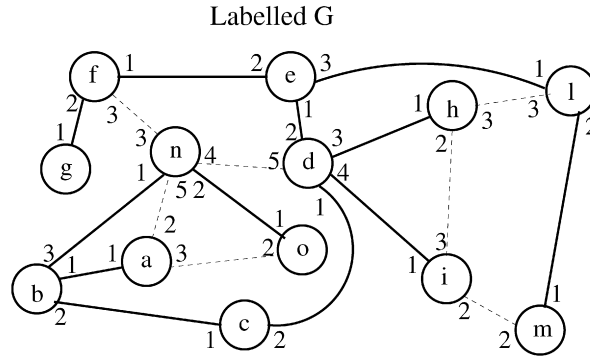 Labelled G
f 1 2 e 3 1 l
2 3 1 1 h 3 3 2
1 g 3 n 4 2 3 2
1 5 2 5 d 4
3 2 1 1 3
1 1 a 3 2 o
b 1 i
2 c 2 2 1
1 2 m